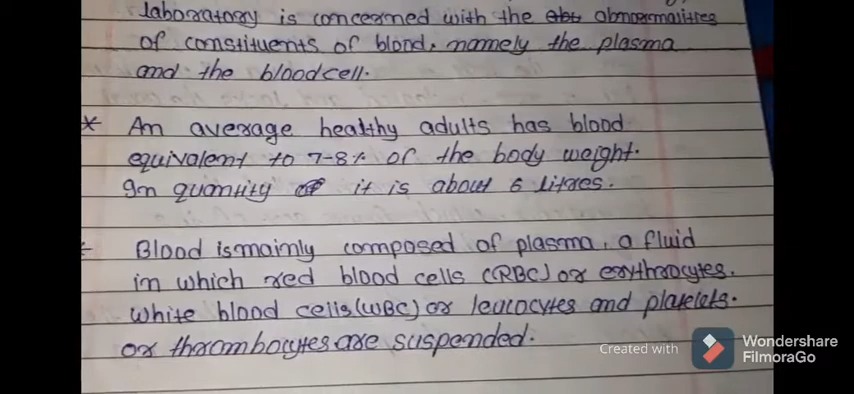 laboratory is concerned with the abnormalities
of constituents of blood, namely the plasma
and the bloodcell.
* An average healthy adults has blood
equivalent to 7-8% of the body weight.
In quantity it is about 6 litres.
Blood is mainly composed of plasma, a fluid
in which red blood cells (RBC) or erythrocytes.
White blood cells (WBC) or leucocytes and platelets.
or thrombocytes are suspended.
Created with Wondershare
FilmoraGo